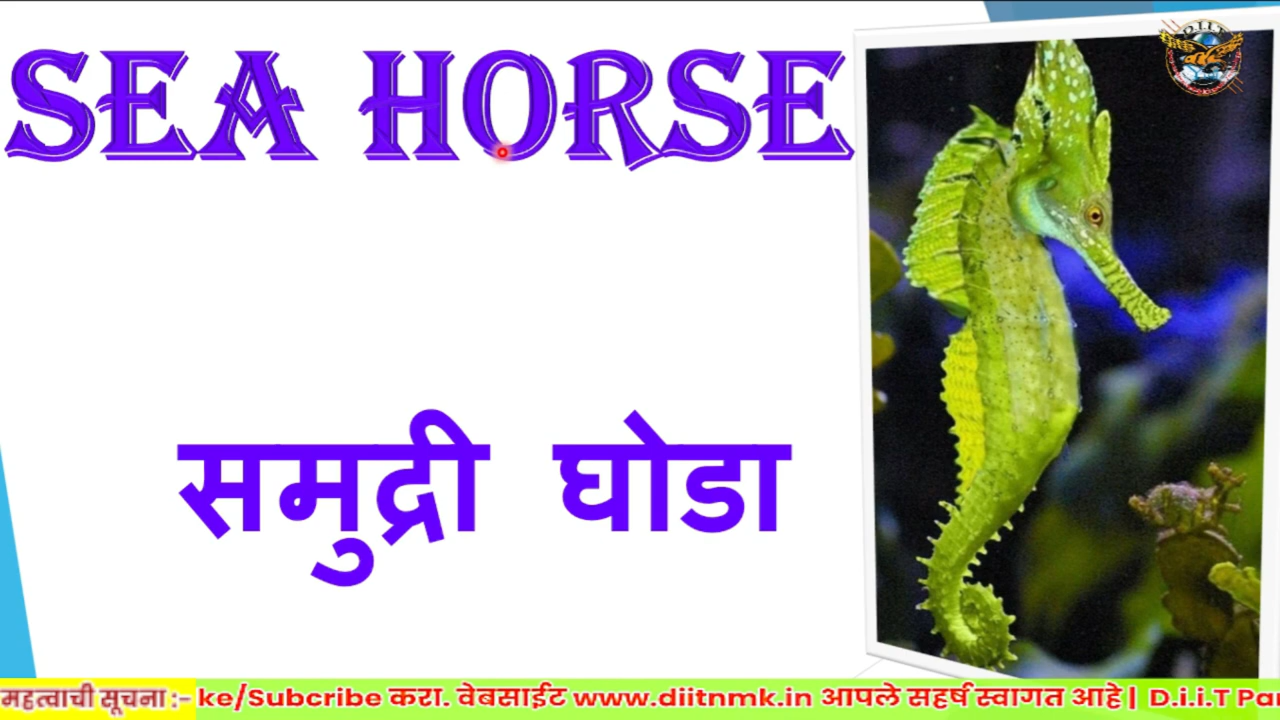 SEA HORSE
समुद्री घोडा
D.I.I.T
महत्वाची सूचना :- ke/Subcribe करा. वेबसाईट www.diitnmk.in आपले सहर्ष स्वागत आहे | D.i.i.T Par